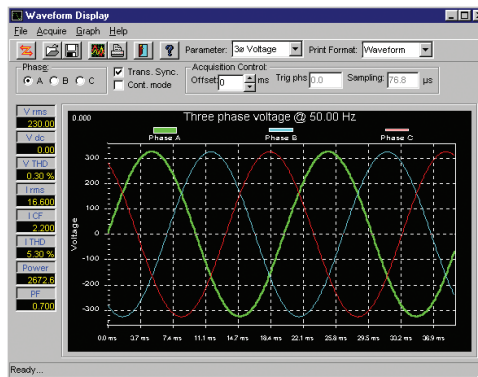 Waveform Display
File Acquire Graph Help
Parameter: 3ø Voltage Print Format: Waveform
Phase: Trans. Sync. Acquisition Control:
A B C Cont. mode Offset: 0 ms Trig phs 0.0 Sampling: 76.8 µs
V rms
230.00
V dc
0.00
V THD
0.30 %
I rms
16.600
I CF
2.200
I THD
5.30 %
Power
2672.6
PF
0.700
0.000 Three phase voltage @ 50.00 Hz
Phase A Phase B Phase C
Voltage
300
200
100
0
-100
-200
-300
0.0 ms 3.7 ms 7.4 ms 11.1 ms 14.7 ms 18.4 ms 22.1 ms 25.8 ms 29.5 ms 33.2 ms 36.9 ms
Ready...